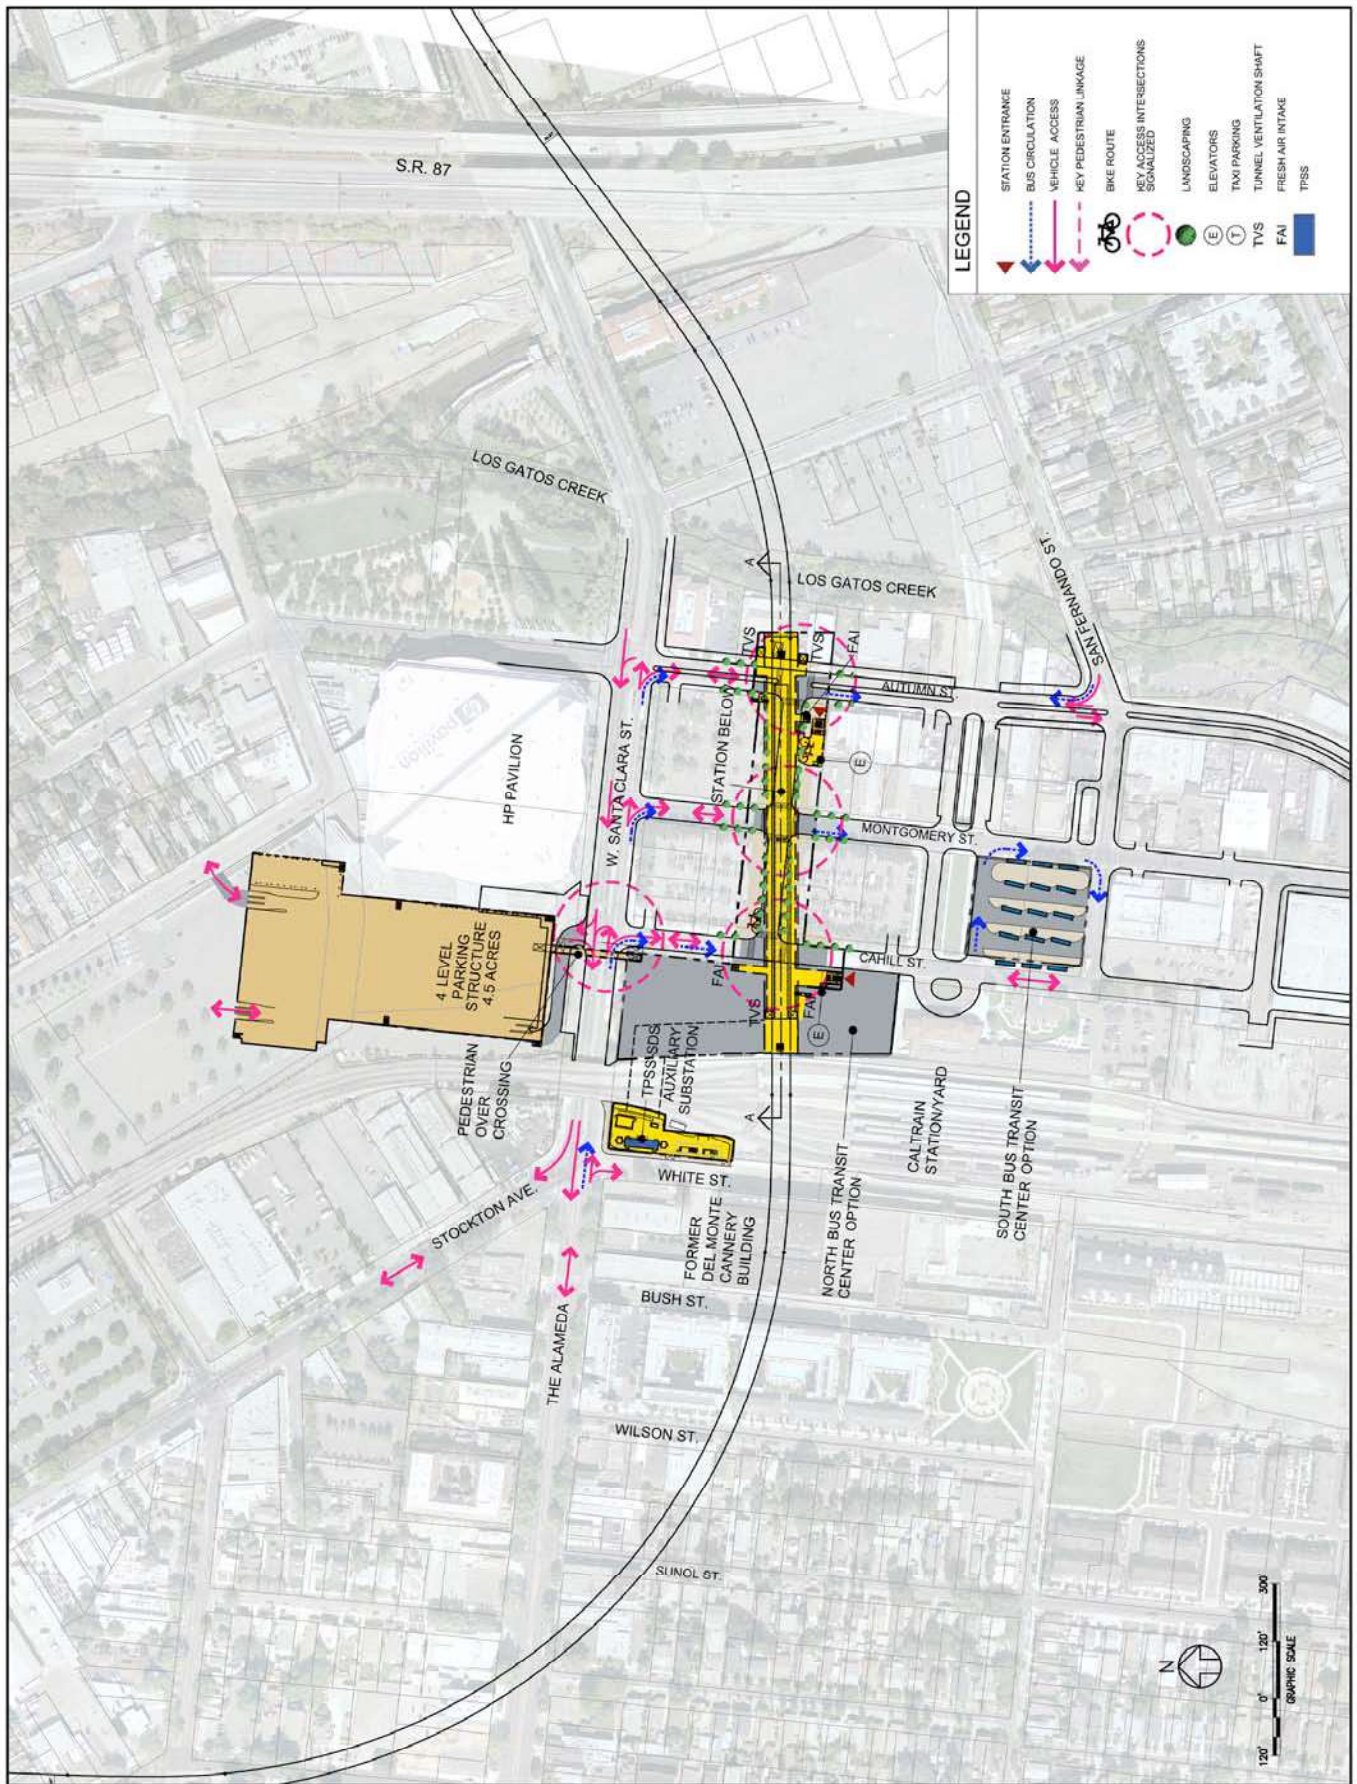 S.R. 87
LOS GATOS CREEK
HP PAVILION
W. SANTA CLARA ST.
STATION BELOW
A
LOS GATOS CREEK
TVS
TVS
FAI
AUTUMN ST.
SAN FERNANDO ST.
E
MONTGOMERY ST.
4 LEVEL
PARKING
STRUCTURE
4.5 ACRES
CAHILL ST.
FAI
TVS
FAI
E
PEDESTRIAN
OVER
CROSSING
TPSS/SDS
AUXILIARY
SUBSTATION
A
STOCKTON AVE.
WHITE ST.
FORMER
DEL MONTE
CANNERY
BUILDING
NORTH BUS TRANSIT
CENTER OPTION
CALTRAIN
STATION/YARD
SOUTH BUS TRANSIT
CENTER OPTION
BUSH ST.
THE ALAMEDA
WILSON ST.
SUNOL ST.
N
120'
0'
120'
300
GRAPHIC SCALE
LEGEND
STATION ENTRANCE
BUS CIRCULATION
VEHICLE ACCESS
KEY PEDESTRIAN LINKAGE
BIKE ROUTE
KEY ACCESS INTERSECTIONS
SIGNALIZED
LANDSCAPING
E ELEVATORS
T TAXI PARKING
TVS TUNNEL VENTILATION SHAFT
FAI FRESH AIR INTAKE
TPSS